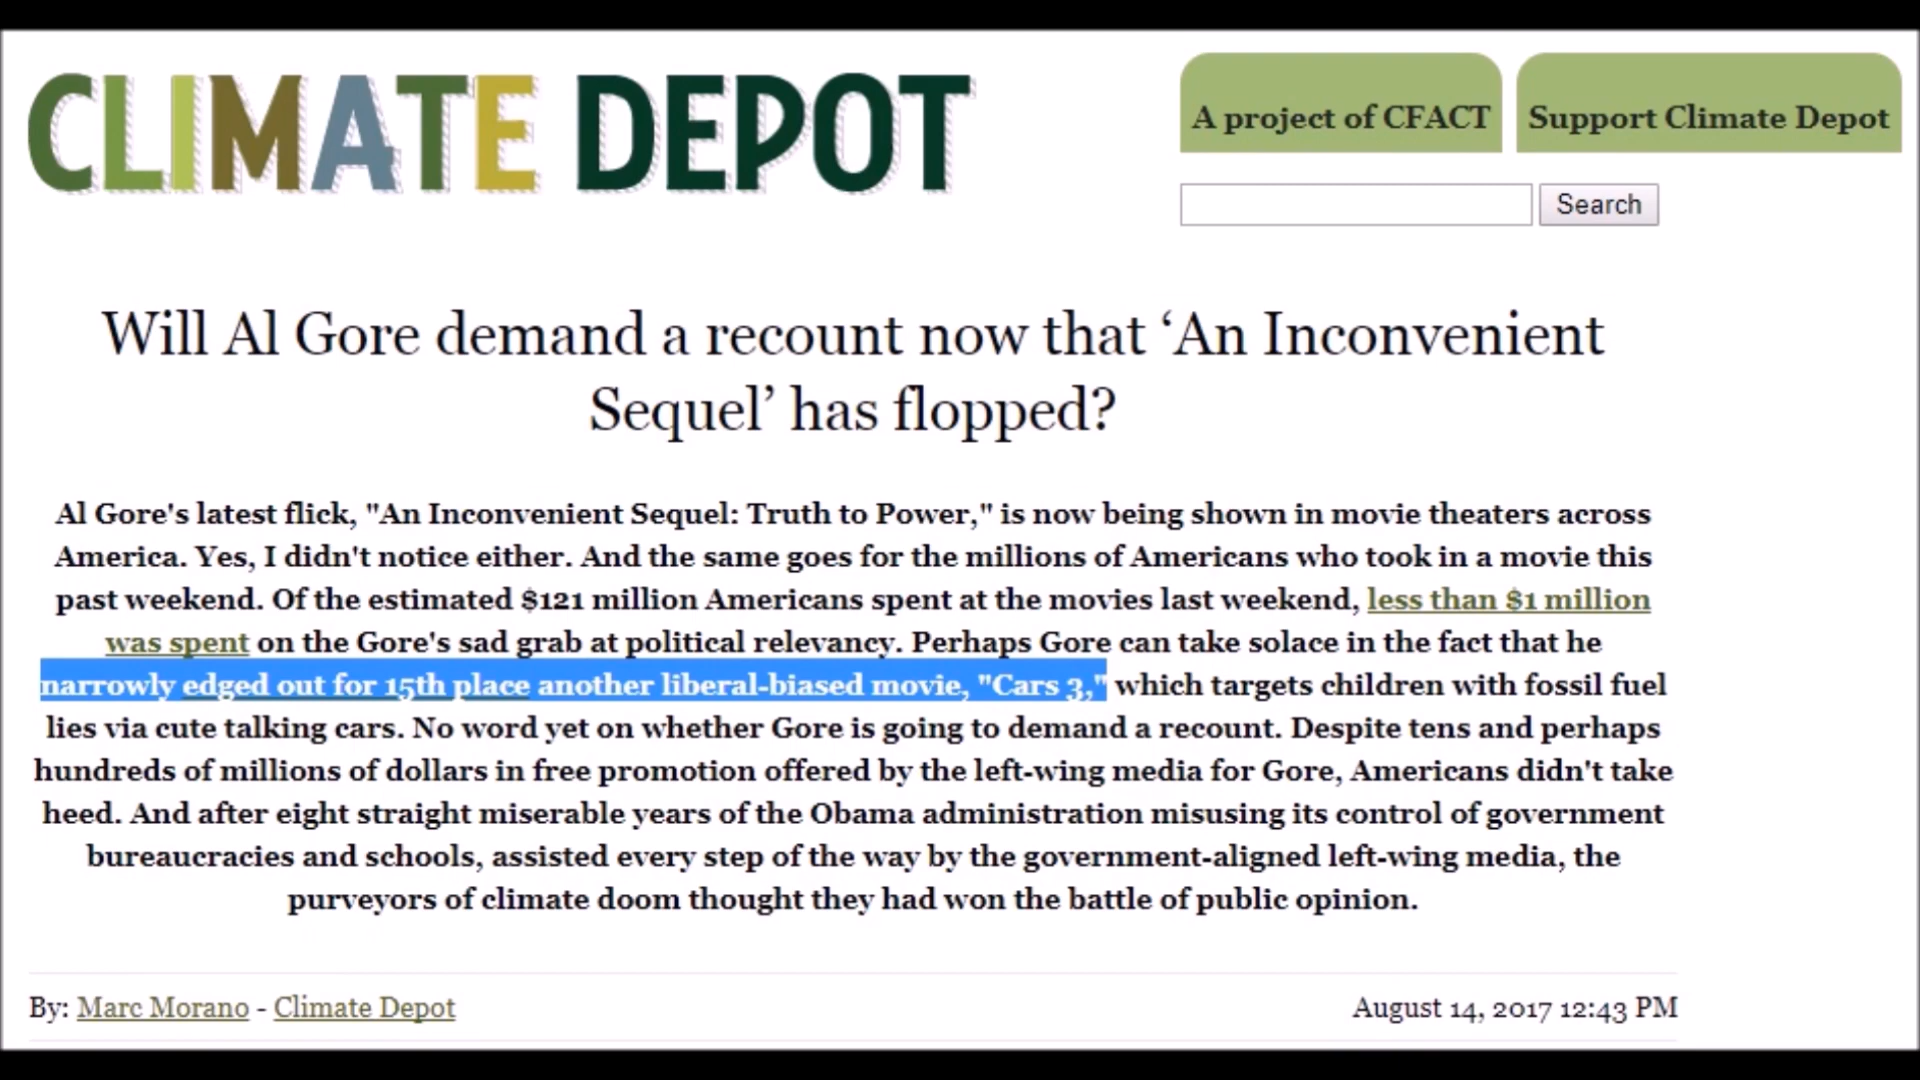 CLIMATE DEPOT
A project of CFACT
Support Climate Depot
Search
Will Al Gore demand a recount now that ‘An Inconvenient
Sequel’ has flopped?
Al Gore's latest flick, "An Inconvenient Sequel: Truth to Power," is now being shown in movie theaters across
America. Yes, I didn't notice either. And the same goes for the millions of Americans who took in a movie this
past weekend. Of the estimated $121 million Americans spent at the movies last weekend, less than $1 million
was spent on the Gore's sad grab at political relevancy. Perhaps Gore can take solace in the fact that he
narrowly edged out for 15th place another liberal-biased movie, "Cars 3," which targets children with fossil fuel
lies via cute talking cars. No word yet on whether Gore is going to demand a recount. Despite tens and perhaps
hundreds of millions of dollars in free promotion offered by the left-wing media for Gore, Americans didn't take
heed. And after eight straight miserable years of the Obama administration misusing its control of government
bureaucracies and schools, assisted every step of the way by the government-aligned left-wing media, the
purveyors of climate doom thought they had won the battle of public opinion.
By: Marc Morano - Climate Depot
August 14, 2017 12:43 PM